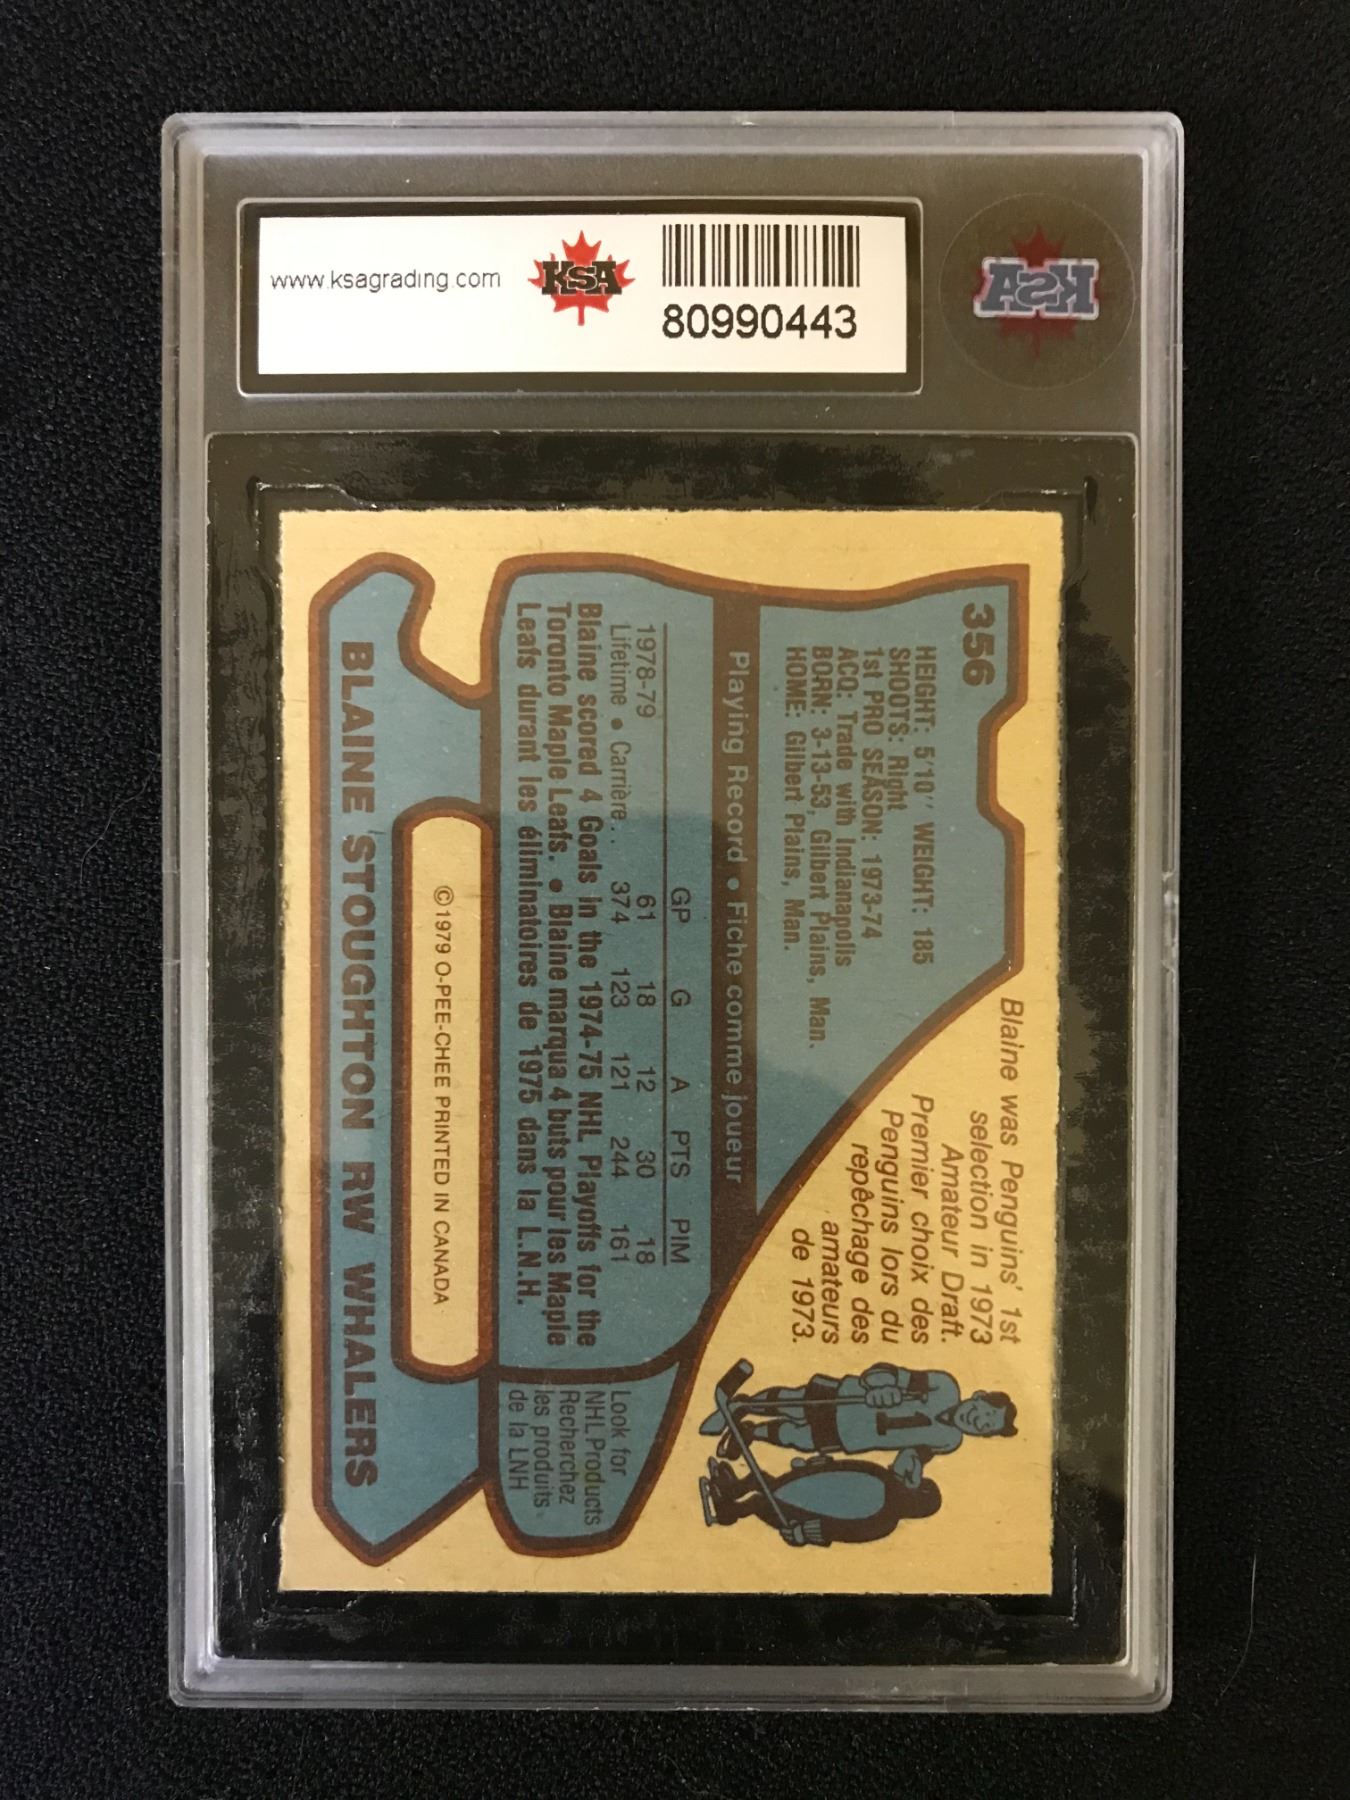 www.ksagrading.com
KSA
80990443
KSA
356
HEIGHT: 5'10'' WEIGHT: 185
SHOOTS: Right
1st PRO SEASON: 1973-74
ACQ: Trade with Indianapolis
BORN: 3-13-53, Gilbert Plains, Man.
HOME: Gilbert Plains, Man.
Blaine was Penguins' 1st
selection in 1973
Amateur Draft.
Premier choix des
Penguins lors du
repêchage des
amateurs
de 1973.
1
Playing Record • Fiche comme joueur
GP G A PTS PIM
1978-79 61 18 12 30 18
Lifetime • Carrière.. 374 123 121 244 161
Blaine scored 4 Goals in the 1974-75 NHL Playoffs for the
Toronto Maple Leafs. • Blaine marqua 4 buts pour les Maple
Leafs durant les éliminatoires de 1975 dans la L.N.H.
Look for
NHL Products
Recherchez
les produits
de la LNH
© 1979 O-PEE-CHEE PRINTED IN CANADA
BLAINE STOUGHTON RW WHALERS